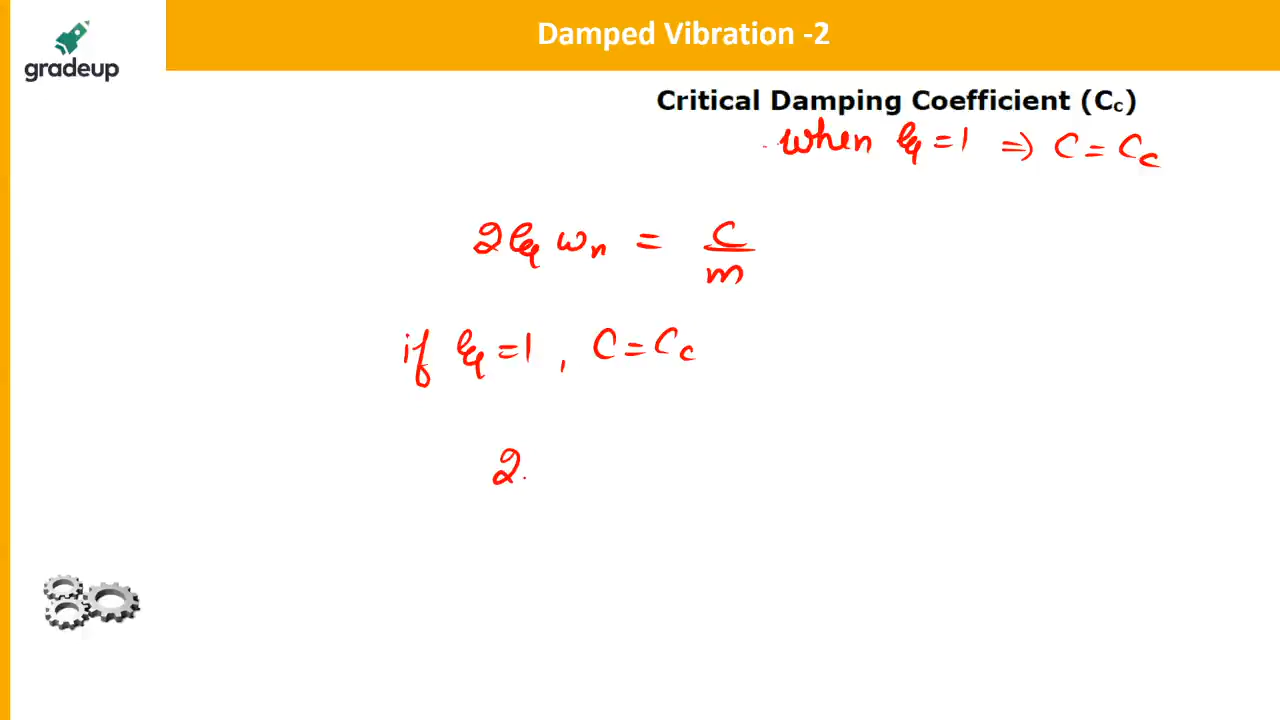 Damped Vibration -2
gradeup
Critical Damping Coefficient (Cc)
when ξ = 1 ⇒ C = Cc
2ξ ωn = C/m
if ξ = 1 , C = Cc
2.